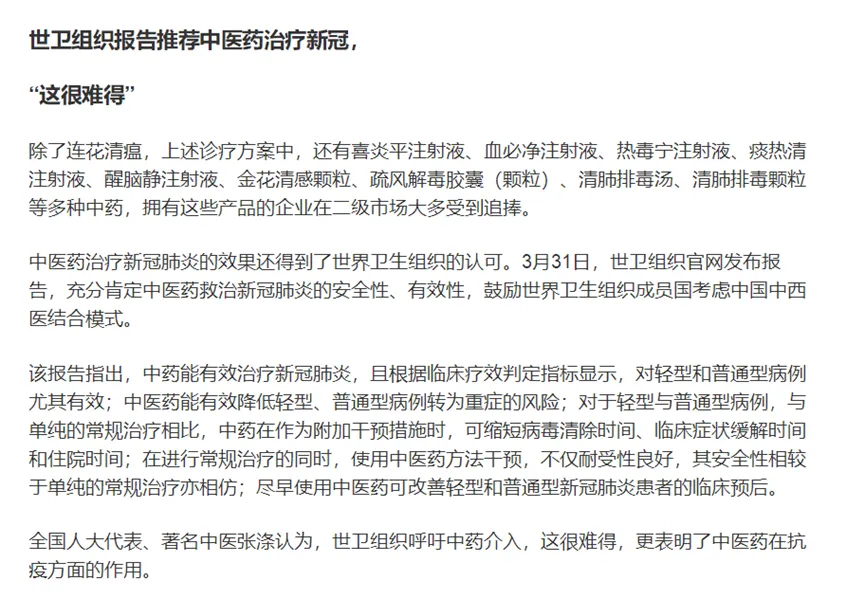 世卫组织报告推荐中医药治疗新冠，
“这很难得”
除了连花清瘟，上述诊疗方案中，还有喜炎平注射液、血必净注射液、热毒宁注射液、痰热清
注射液、醒脑静注射液、金花清感颗粒、疏风解毒胶囊（颗粒）、清肺排毒汤、清肺排毒颗粒
等多种中药，拥有这些产品的企业在二级市场大多受到追捧。
中医药治疗新冠肺炎的效果还得到了世界卫生组织的认可。3月31日，世卫组织官网发布报
告，充分肯定中医药救治新冠肺炎的安全性、有效性，鼓励世界卫生组织成员国考虑中国中西
医结合模式。
该报告指出，中药能有效治疗新冠肺炎，且根据临床疗效判定指标显示，对轻型和普通型病例
尤其有效；中医药能有效降低轻型、普通型病例转为重症的风险；对于轻型与普通型病例，与
单纯的常规治疗相比，中药在作为附加干预措施时，可缩短病毒清除时间、临床症状缓解时间
和住院时间；在进行常规治疗的同时，使用中医药方法干预，不仅耐受性良好，其安全性相较
于单纯的常规治疗亦相仿；尽早使用中医药可改善轻型和普通型新冠肺炎患者的临床预后。
全国人大代表、著名中医张涤认为，世卫组织呼吁中药介入，这很难得，更表明了中医药在抗
疫方面的作用。